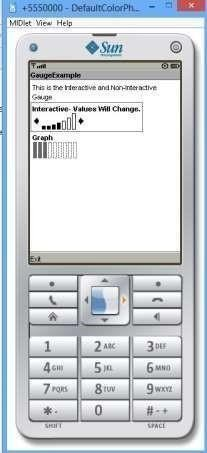 +5550000 - DefaultColorPh...
MIDlet View Help
Sun
GaugeExample
This is the Interactive and Non-Interactive
Gauge
Interactive- Values Will Change.
Graph
Exit
1 2 ABC 3 DEF
4 GHI 5 JKL 6 MNO
7 PQRS 8 TUV 9 WXYZ
* . 0 # - +
SHIFT SPACE